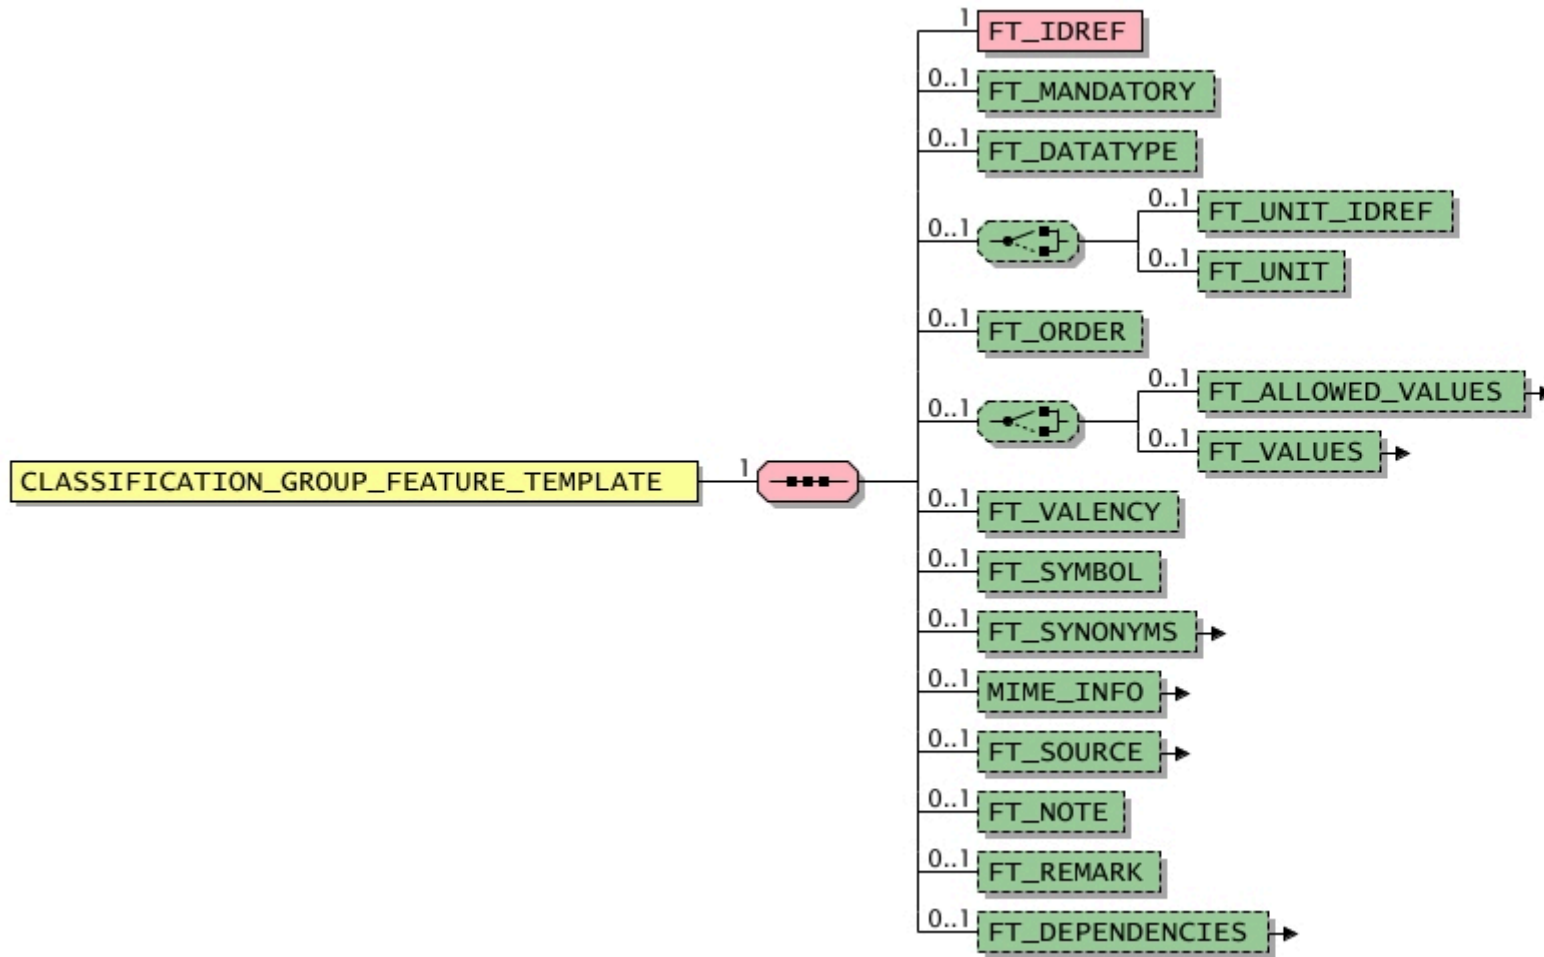 1 FT_IDREF
0..1 FT_MANDATORY
0..1 FT_DATATYPE
0..1 0..1 FT_UNIT_IDREF
0..1 FT_UNIT
0..1 FT_ORDER
0..1 0..1 FT_ALLOWED_VALUES
0..1 FT_VALUES
CLASSIFICATION_GROUP_FEATURE_TEMPLATE 1
0..1 FT_VALENCY
0..1 FT_SYMBOL
0..1 FT_SYNONYMS
0..1 MIME_INFO
0..1 FT_SOURCE
0..1 FT_NOTE
0..1 FT_REMARK
0..1 FT_DEPENDENCIES